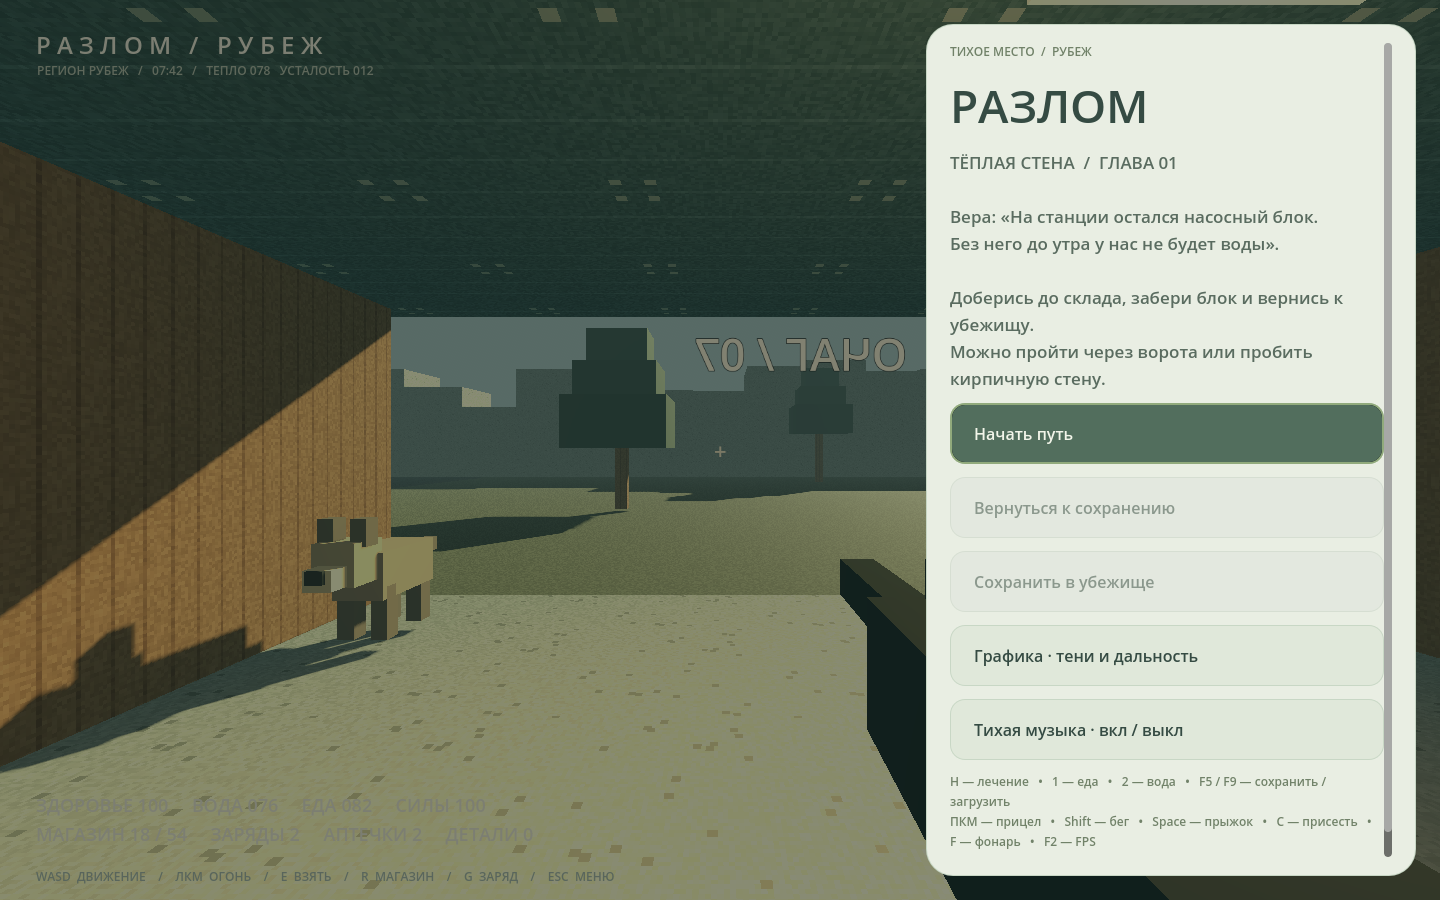 РАЗЛОМ / РУБЕЖ
РЕГИОН РУБЕЖ / 07:42 / ТЕПЛО 078 УСТАЛОСТЬ 012
ОЧАГ / 07
ЗДОРОВЬЕ 100 ВОДА 076 ЕДА 082 СИЛЫ 100
МАГАЗИН 18 / 54 ЗАРЯДЫ 2 АПТЕЧКИ 2 ДЕТАЛИ 0
WASD ДВИЖЕНИЕ / ЛКМ ОГОНЬ / E ВЗЯТЬ / R МАГАЗИН / G ЗАРЯД / ESC МЕНЮ
ТИХОЕ МЕСТО / РУБЕЖ
РАЗЛОМ
ТЁПЛАЯ СТЕНА / ГЛАВА 01
Вера: «На станции остался насосный блок.
Без него до утра у нас не будет воды».
Доберись до склада, забери блок и вернись к
убежищу.
Можно пройти через ворота или пробить
кирпичную стену.
Начать путь
Вернуться к сохранению
Сохранить в убежище
Графика · тени и дальность
Тихая музыка · вкл / выкл
H — лечение • 1 — еда • 2 — вода • F5 / F9 — сохранить /
загрузить
ПКМ — прицел • Shift — бег • Space — прыжок • C — присесть •
F — фонарь • F2 — FPS